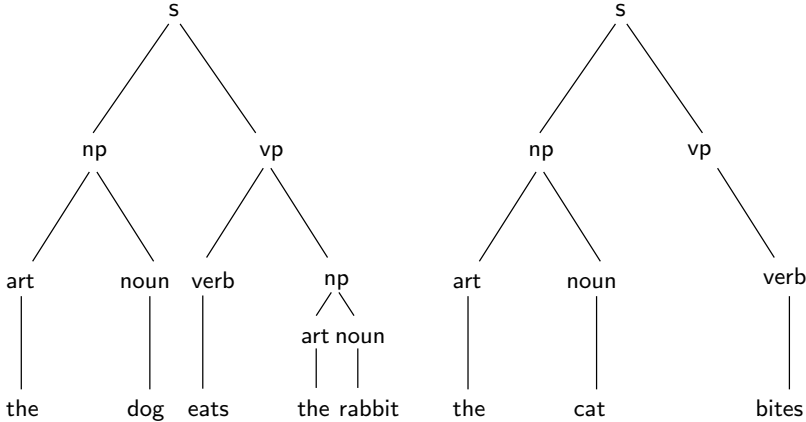 s s
np vp np vp
art noun verb np art noun verb
art noun
the dog eats the rabbit the cat bites